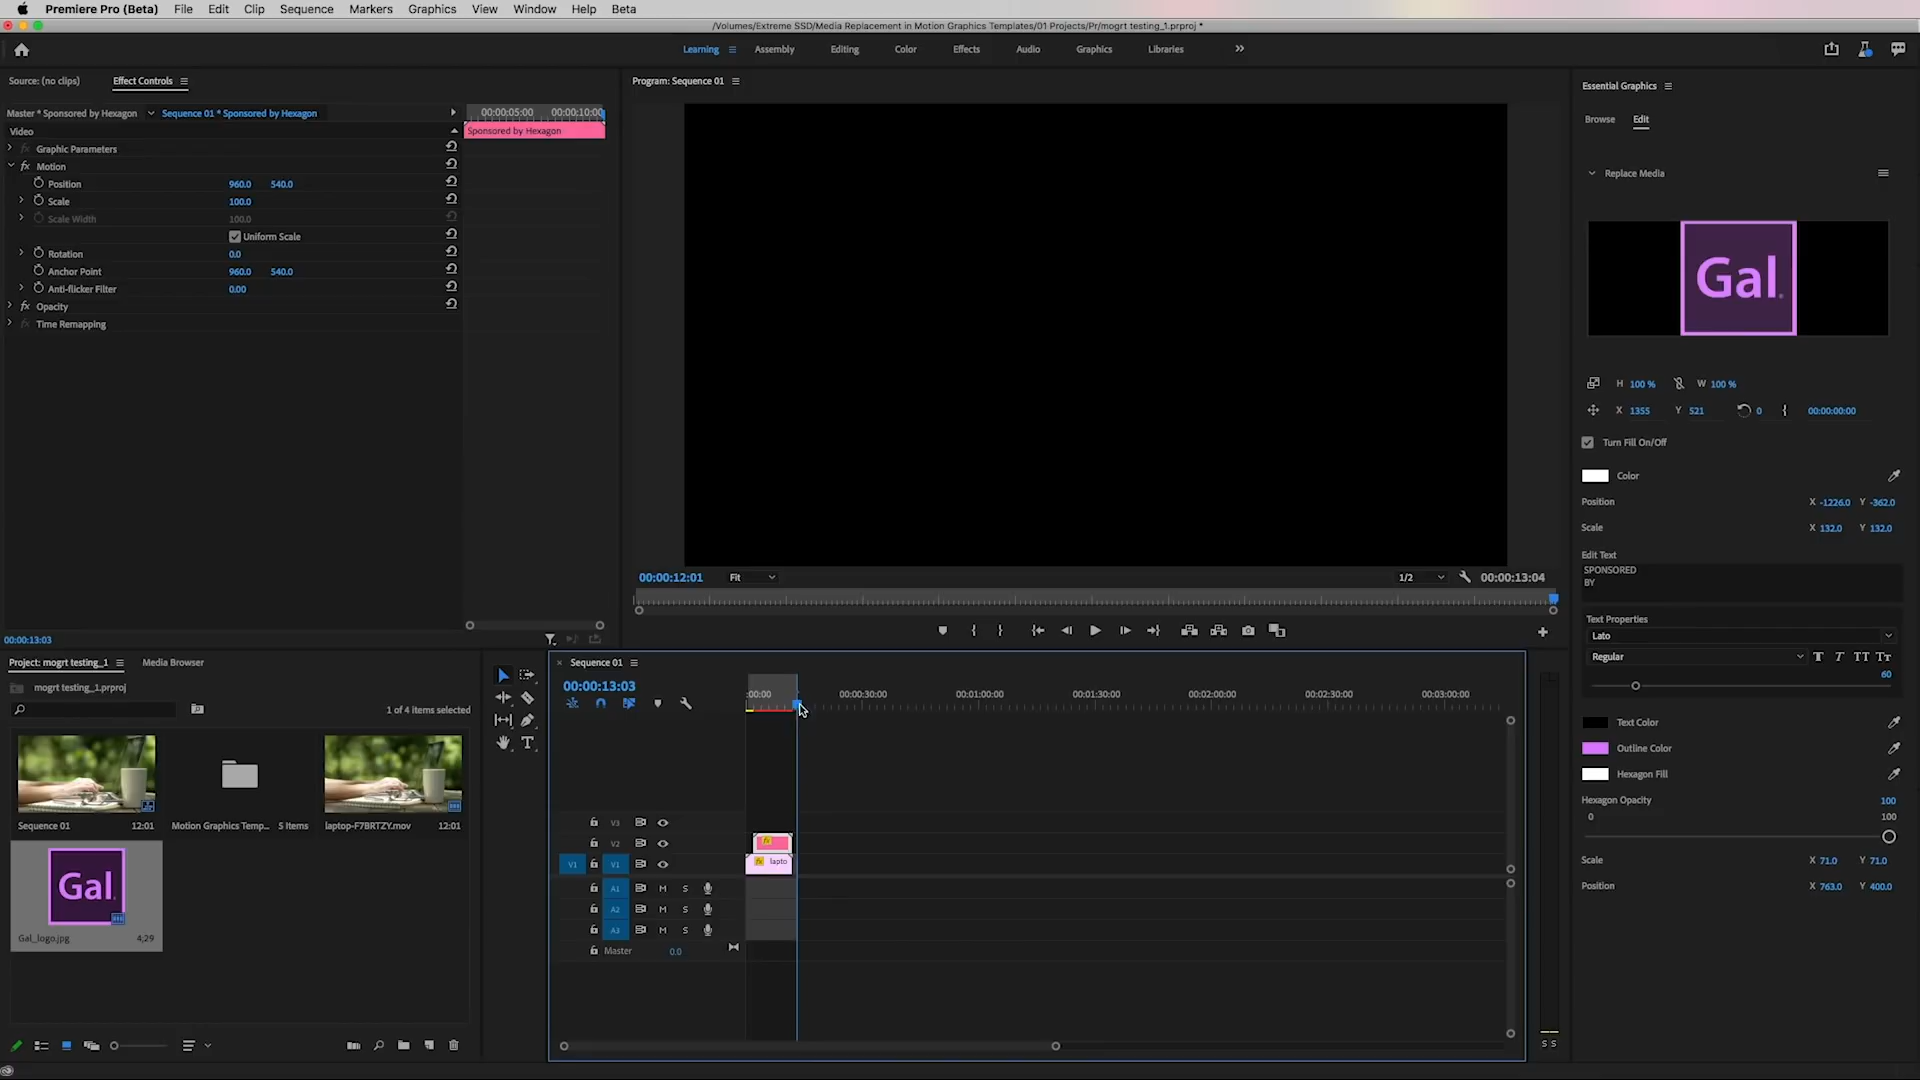 Premiere Pro (Beta) File Edit Clip Sequence Markers Graphics View Window Help Beta
/Volumes/Extreme SSD/Media Replacement in Motion Graphics Templates/01 Projects/Pr/mogrt testing_1.prproj *
Learning Assembly Editing Color Effects Audio Graphics Libraries
Source: (no clips) Effect Controls
Master * Sponsored by Hexagon Sequence 01 * Sponsored by Hexagon
00:00:05:00 00:00:10:00
Video
Sponsored by Hexagon
fx Graphic Parameters
fx Motion
Position 960.0 540.0
Scale 100.0
Scale Width 100.0
Uniform Scale
Rotation 0.0
Anchor Point 960.0 540.0
Anti-flicker Filter 0.00
fx Opacity
fx Time Remapping
00:00:13:03
Program: Sequence 01
00:00:12:01 Fit 1/2 00:00:13:04
Essential Graphics
Browse Edit
Replace Media
Gal.
H 100 % W 100 %
X 1355 Y 521 0 00:00:00:00
Turn Fill On/Off
Color
Position X -1226.0 Y -362.0
Scale X 132.0 Y 132.0
Edit Text
SPONSORED
BY
Text Properties
Lato
Regular T T TT Tt
60
Text Color
Outline Color
Hexagon Fill
Hexagon Opacity 100
0 100
Scale X 71.0 Y 71.0
Position X 763.0 Y 400.0
Project: mogrt testing_1 Media Browser
mogrt testing_1.prproj
1 of 4 items selected
Sequence 01 12:01
Motion Graphics Temp... 5 Items
laptop-F7BRTZY.mov 12:01
Gal.
Gal_logo.jpg 4;29
T
Sequence 01
00:00:13:03
:00:00 00:00:30:00 00:01:00:00 00:01:30:00 00:02:00:00 00:02:30:00 00:03:00:00
V3
V2 fx
V1 V1 fx lapto
A1 M S
A2 M S
A3 M S
Master 0.0
S S